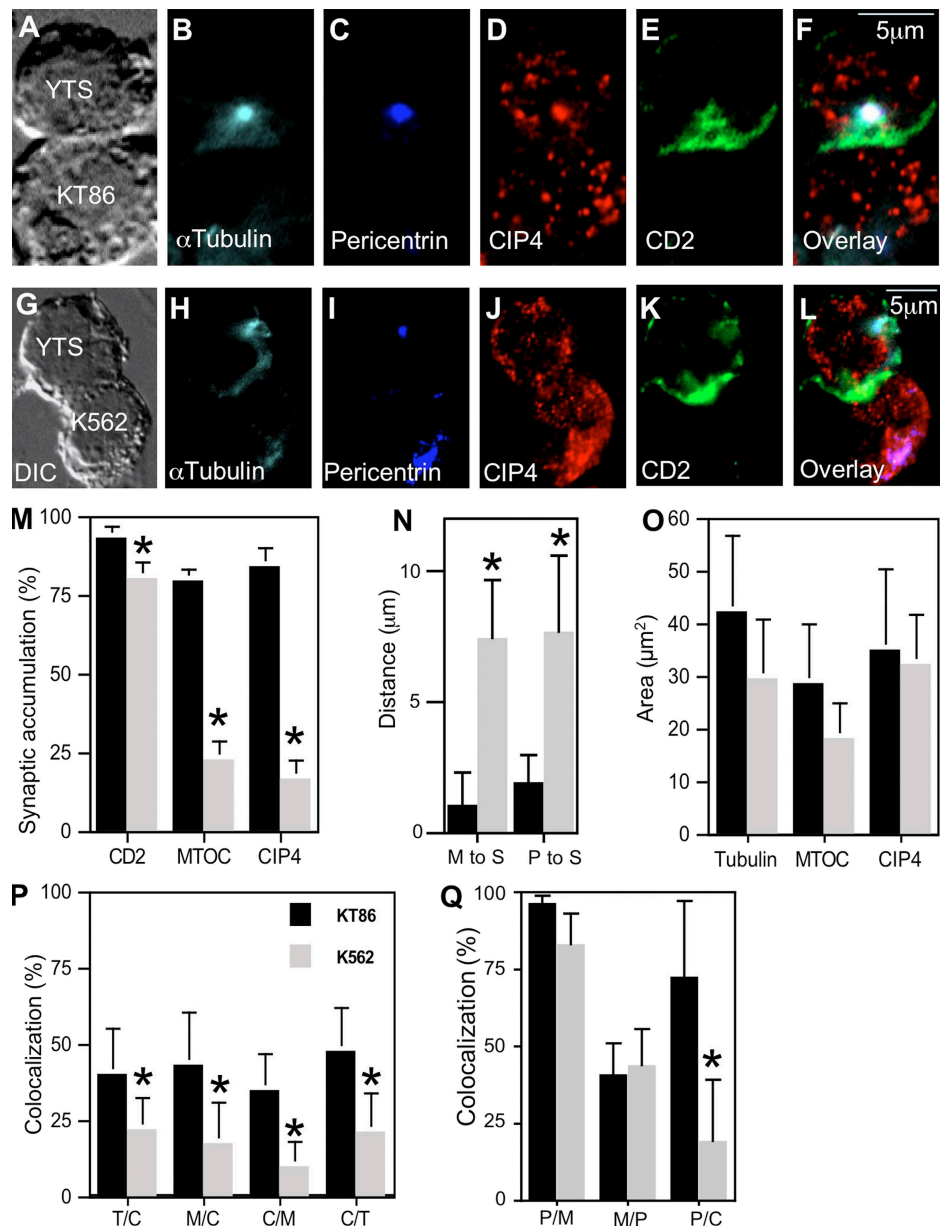 A B C D E F 5μm
YTS
KT86
αTubulin Pericentrin CIP4 CD2 Overlay
G H I J K L 5μm
YTS
K562
DIC αTubulin Pericentrin CIP4 CD2 Overlay
M
Synaptic accumulation (%)
100
75
50
25
0
* * *
CD2 MTOC CIP4
N
Distance (μm)
10
5
0
* *
M to S P to S
O
Area (μm²)
60
50
40
30
20
10
0
Tubulin MTOC CIP4
P
Colocalization (%)
100
75
50
25
0
KT86
K562
* * * *
T/C M/C C/M C/T
Q
Colocalization (%)
100
75
50
25
0
*
P/M M/P P/C